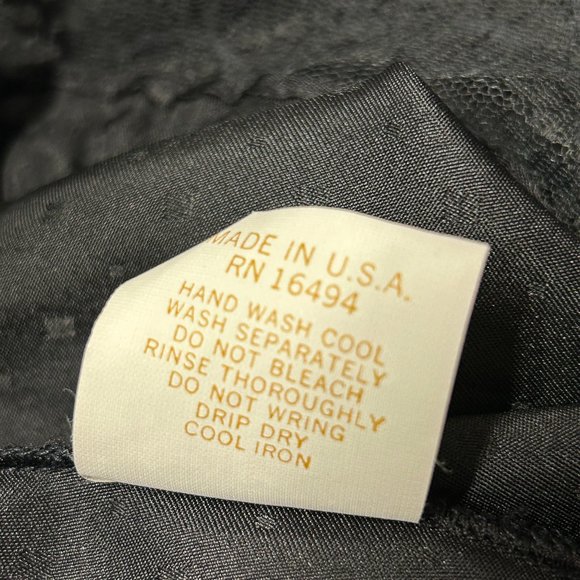 MADE IN U.S.A.
RN 16494
HAND WASH COOL
WASH SEPARATELY
DO NOT BLEACH
RINSE THOROUGHLY
DO NOT WRING
DRIP DRY
COOL IRON